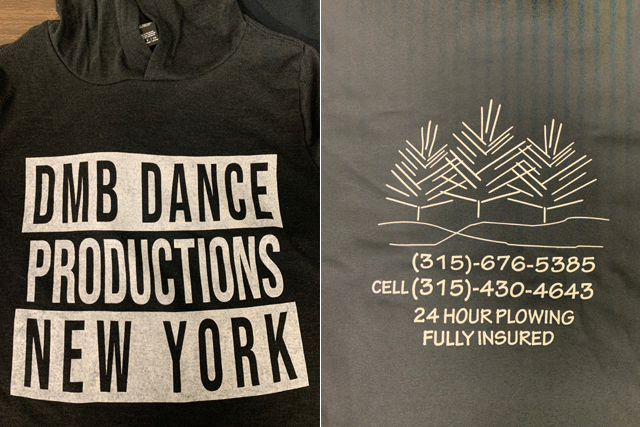 DMB DANCE
PRODUCTIONS
NEW YORK
(315)-676-5385
CELL (315)-430-4643
24 HOUR PLOWING
FULLY INSURED